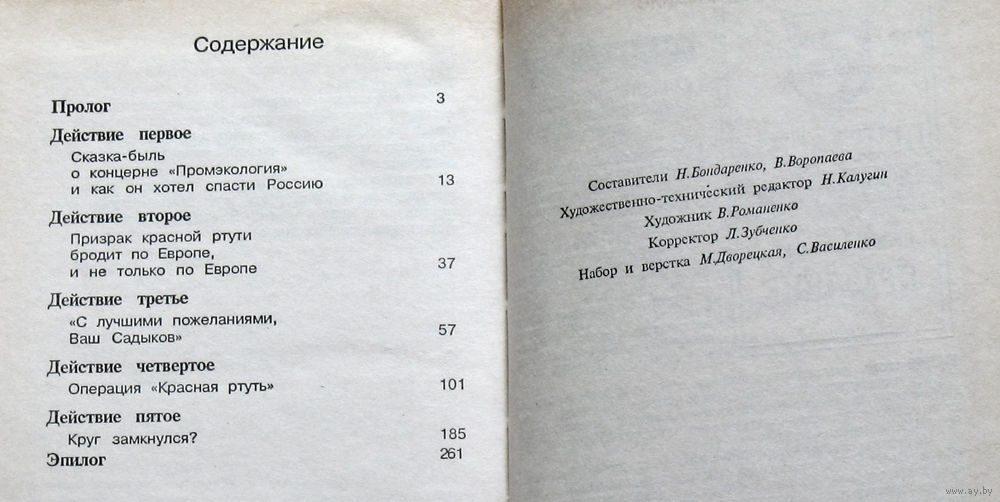 Содержание
Пролог 3
Действие первое
Сказка-быль
о концерне «Промэкология»
и как он хотел спасти Россию 13
Действие второе
Призрак красной ртути
бродит по Европе,
и не только по Европе 37
Действие третье
«С лучшими пожеланиями,
Ваш Садыков» 57
Действие четвертое
Операция «Красная ртуть» 101
Действие пятое
Круг замкнулся? 185
Эпилог 261
Составители Н.Бондаренко, В.Воропаева
Художественно-технический редактор Н.Калугин
Художник В.Романенко
Корректор Л.Зубченко
Набор и верстка М.Дворецкая, С.Василенко
www.ay.by